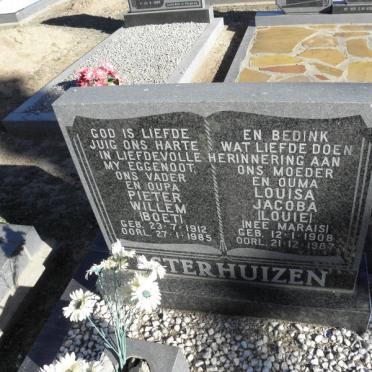 GOD IS LIEFDE
JUIG ONS HARTE
IN LIEFDEVOLLE HERINNERING AAN
MY EGGENOOT,
ONS VADER
EN OUPA
PIETER
WILLEM
(BOET)
GEB. 23-7-1912
OORL. 27-1-1985
EN BEDINK
WAT LIEFDE DOEN
ONS MOEDER
EN OUMA
LOUISA
JACOBA
(LOUIE)
(NEE MARAIS)
GEB. 12-1-1908
OORL. 21-12-1987
STERHUIZEN